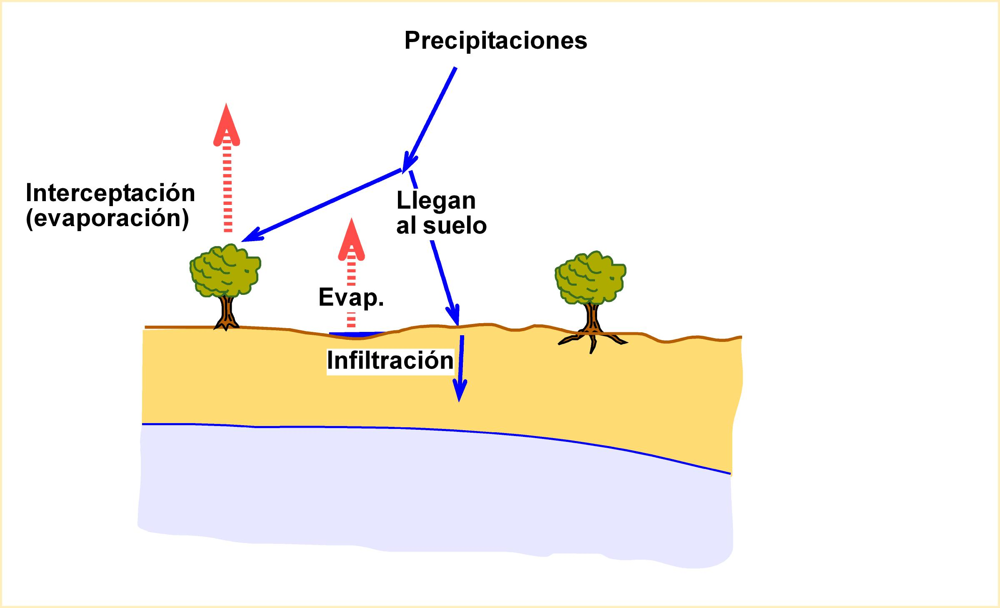 Precipitaciones
Interceptación
(evaporación)
Llegan
al suelo
Evap.
Infiltración